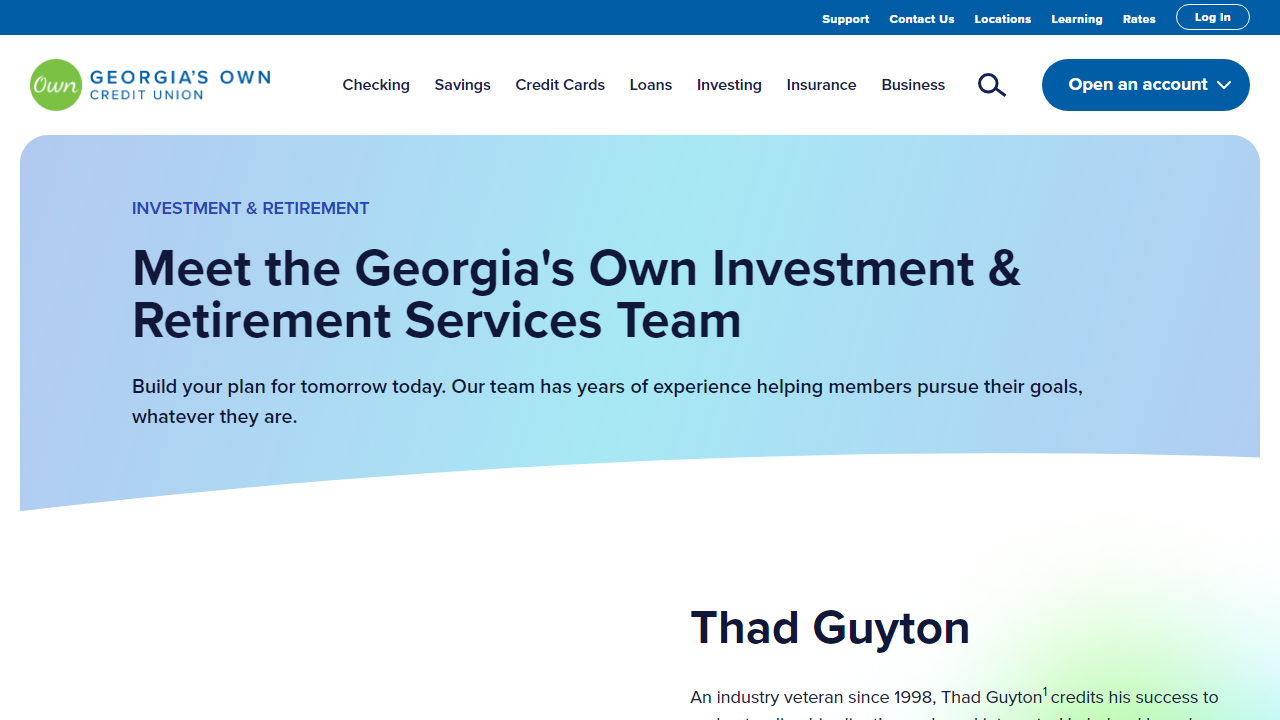 Support Contact Us Locations Learning Rates Log In
Own GEORGIA'S OWN
CREDIT UNION
Checking Savings Credit Cards Loans Investing Insurance Business Open an account
INVESTMENT & RETIREMENT
Meet the Georgia's Own Investment &
Retirement Services Team
Build your plan for tomorrow today. Our team has years of experience helping members pursue their goals,
whatever they are.
Thad Guyton
An industry veteran since 1998, Thad Guyton1 credits his success to